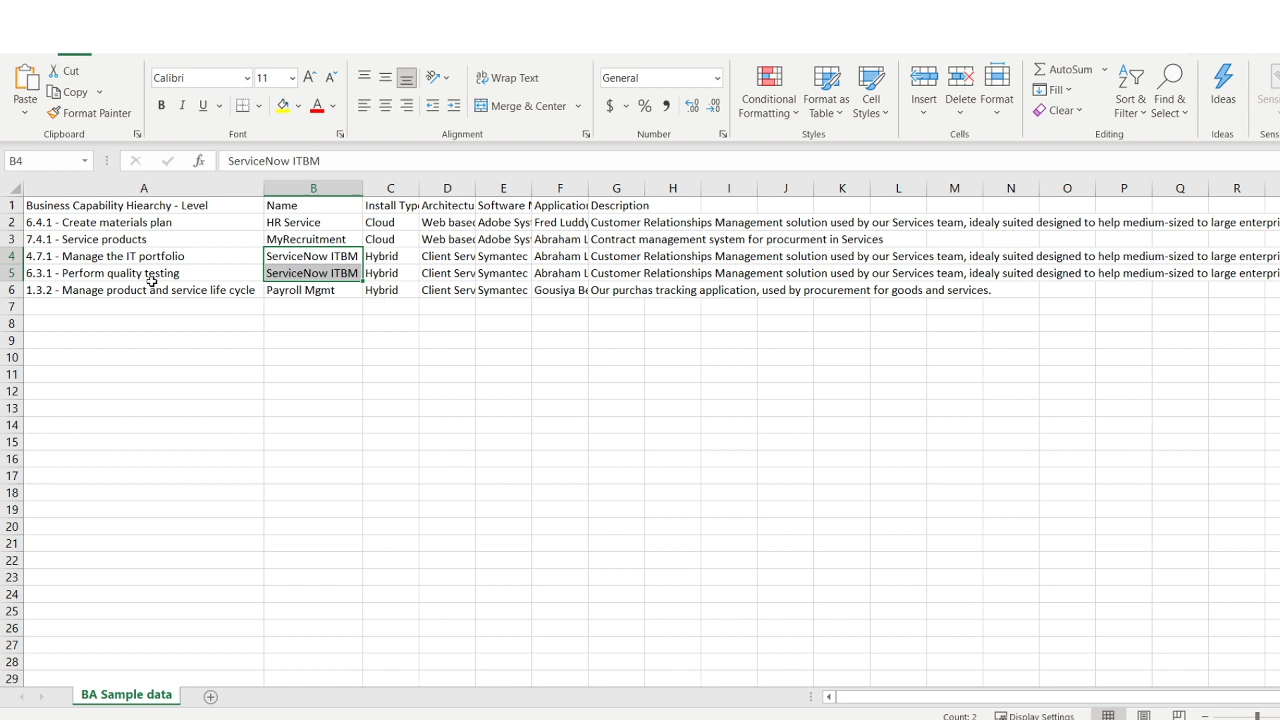 Cut
Copy
Format Painter
Paste
Clipboard
Calibri 11
B I U
Font
Wrap Text
Merge & Center
Alignment
General
$ % 9
Number
Conditional Formatting
Format as Table
Cell Styles
Styles
Insert
Delete
Format
Cells
AutoSum
Fill
Clear
Sort & Filter
Find & Select
Editing
Ideas
Ideas
B4 fx ServiceNow ITBM
A B C D E F G H I J K L M N O P Q R
1 Business Capability Hiearchy - Level Name Install Typ Architectu Software Application Description
2 6.4.1 - Create materials plan HR Service Cloud Web based Adobe Sys Fred Luddy Customer Relationships Management solution used by our Services team, idealy suited designed to help medium-sized to large enterpri
3 7.4.1 - Service products MyRecruitment Cloud Web based Adobe Sys Abraham L Contract management system for procurment in Services
4 4.7.1 - Manage the IT portfolio ServiceNow ITBM Hybrid Client Serv Symantec Abraham L Customer Relationships Management solution used by our Services team, idealy suited designed to help medium-sized to large enterpri
5 6.3.1 - Perform quality testing ServiceNow ITBM Hybrid Client Serv Symantec Abraham L Customer Relationships Management solution used by our Services team, idealy suited designed to help medium-sized to large enterpri
6 1.3.2 - Manage product and service life cycle Payroll Mgmt Hybrid Client Serv Symantec Gousiya Be Our purchas tracking application, used by procurement for goods and services.
7
8
9
10
11
12
13
14
15
16
17
18
19
20
21
22
23
24
25
26
27
28
29
BA Sample data
Count: 2 Display Settings